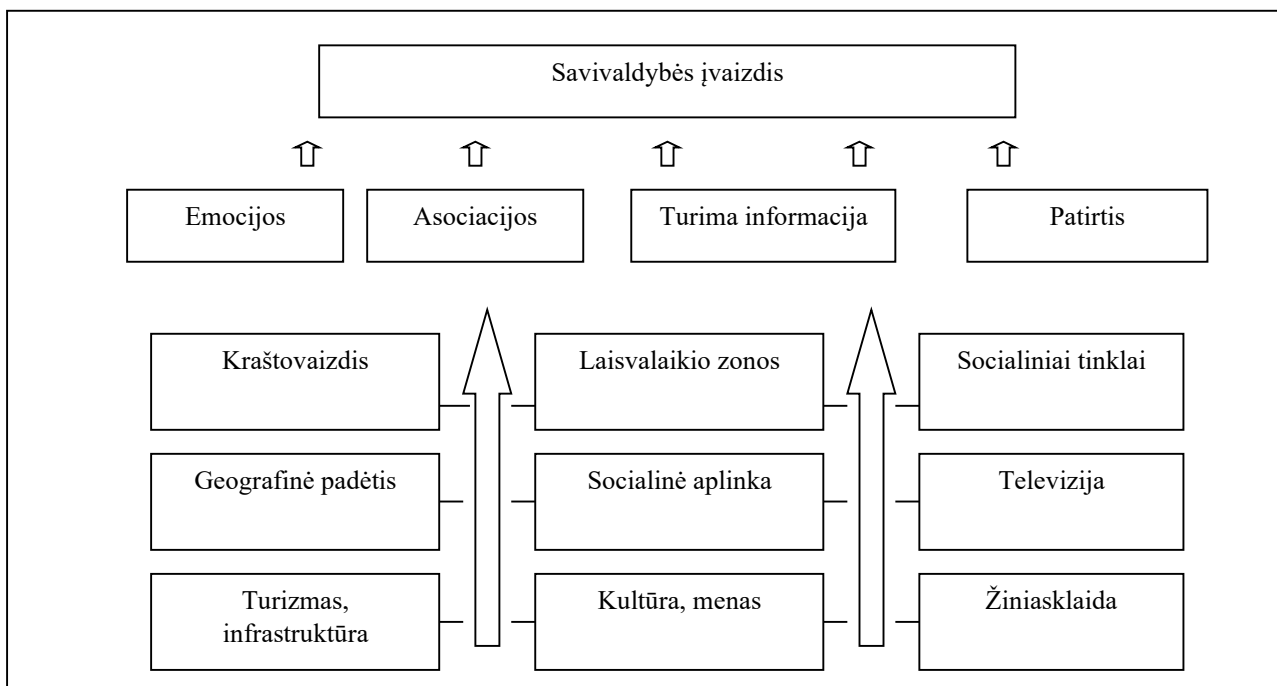 Savivaldybės įvaizdis
Emocijos
Asociacijos
Turima informacija
Patirtis
Kraštovaizdis
Laisvalaikio zonos
Socialiniai tinklai
Geografinė padėtis
Socialinė aplinka
Televizija
Turizmas,
infrastruktūra
Kultūra, menas
Žiniasklaida